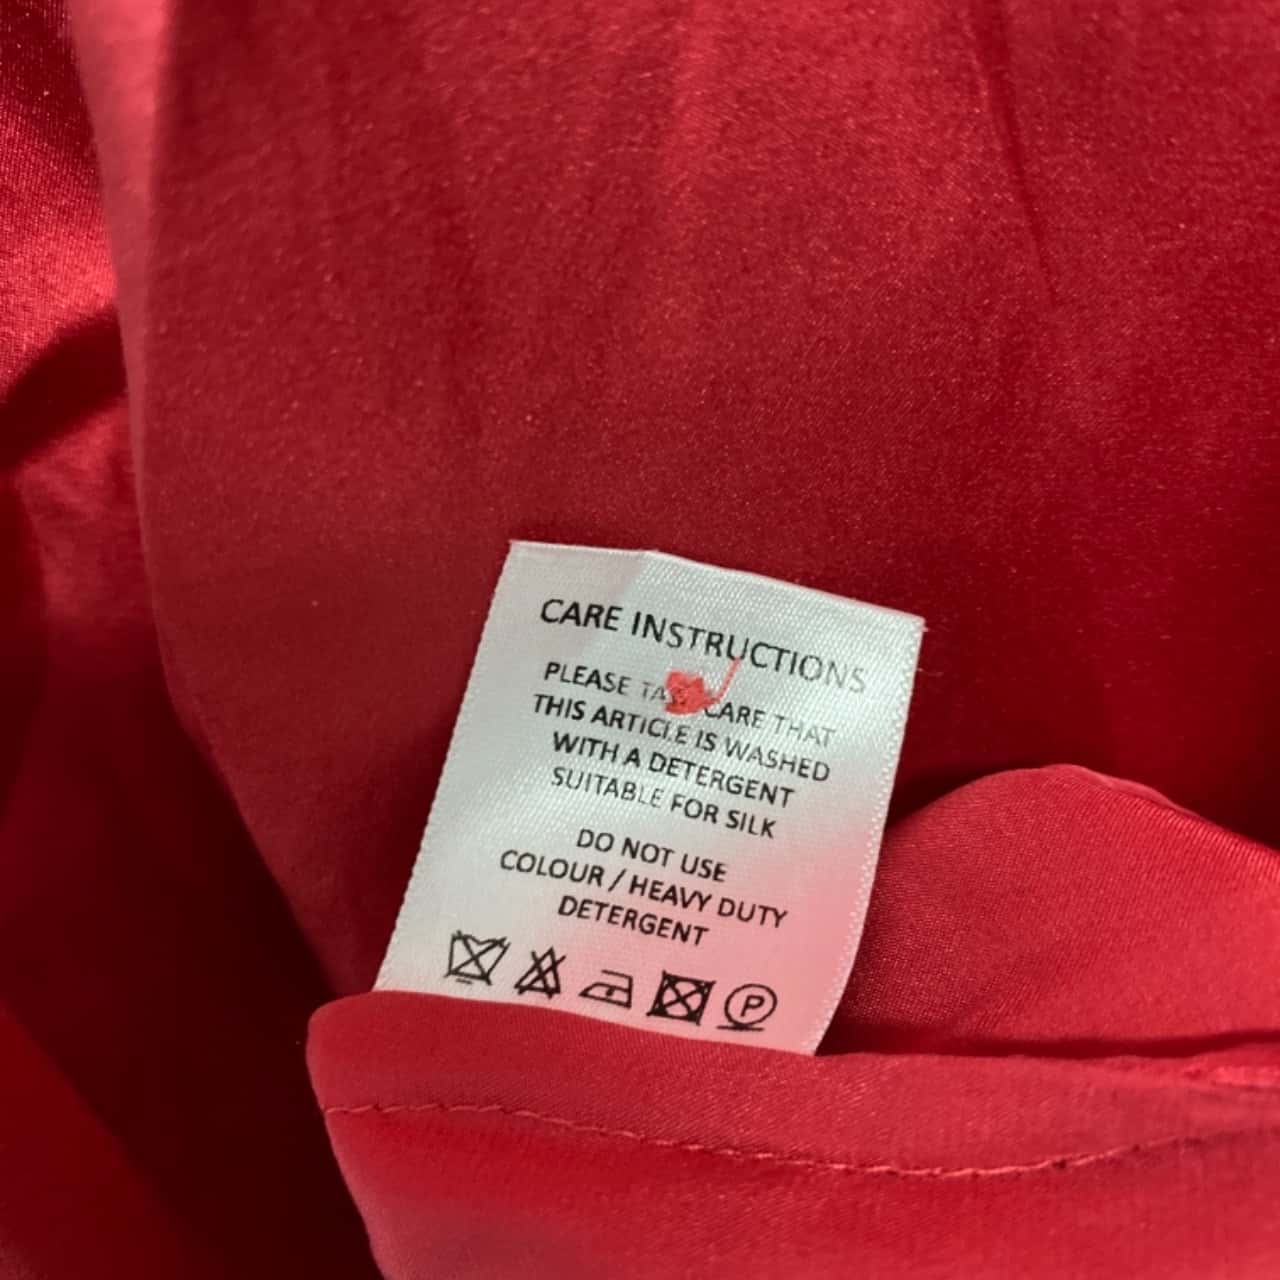 CARE INSTRUCTIONS
PLEASE TAKE CARE THAT
THIS ARTICLE IS WASHED
WITH A DETERGENT
SUITABLE FOR SILK
DO NOT USE
COLOUR / HEAVY DUTY
DETERGENT
P